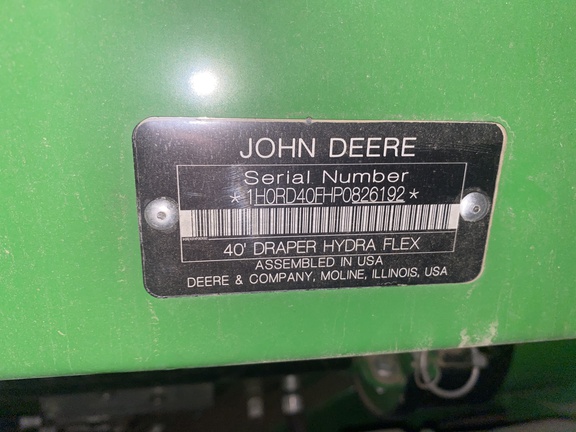 JOHN DEERE
Serial Number
*1H0RD40FHP0826192*
40' DRAPER HYDRA FLEX
ASSEMBLED IN USA
DEERE & COMPANY, MOLINE, ILLINOIS, USA